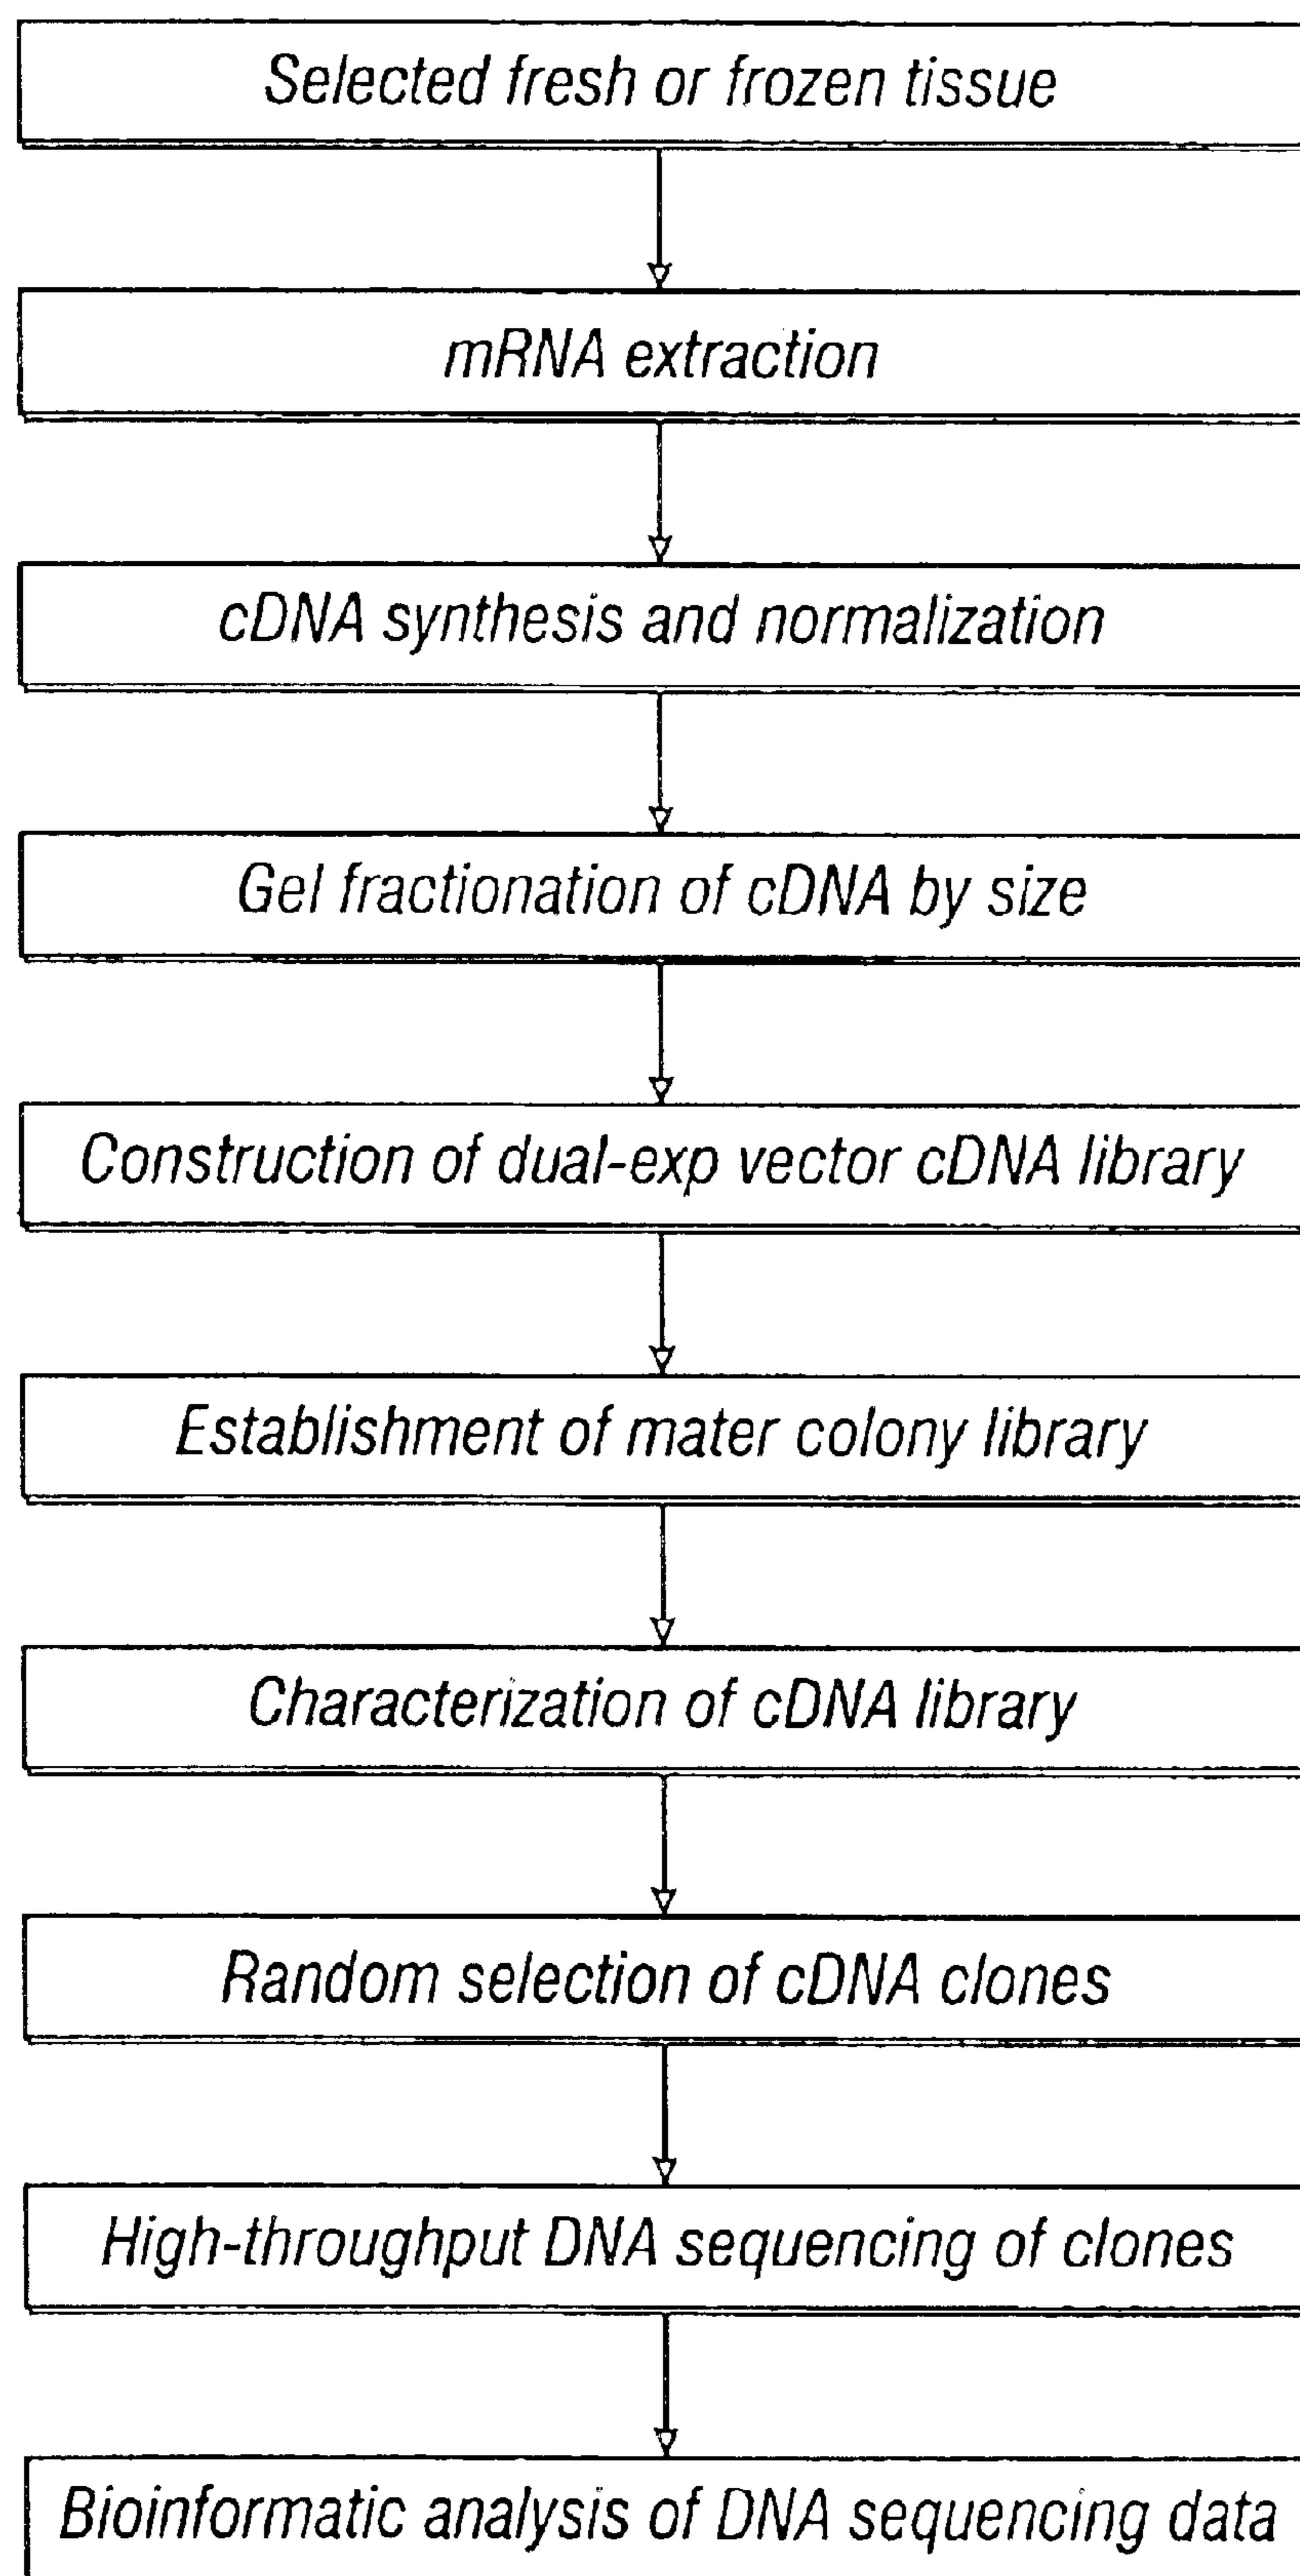 Selected fresh or frozen tissue
mRNA extraction
cDNA synthesis and normalization
Gel fractionation of cDNA by size
Construction of dual-exp vector cDNA library
Establishment of mater colony library
Characterization of cDNA library
Random selection of cDNA clones
High-throughput DNA sequencing of clones
Bioinformatic analysis of DNA sequencing data